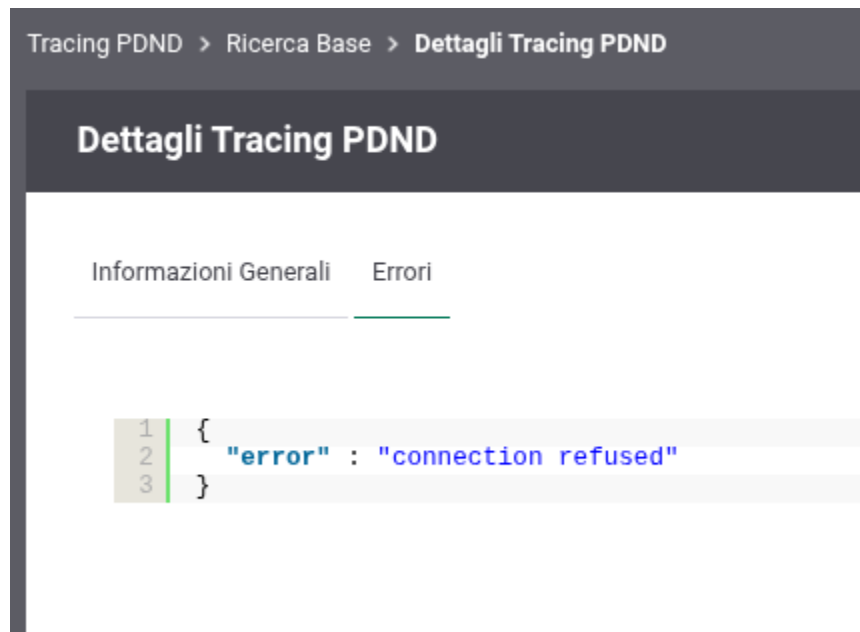 Tracing PDND > Ricerca Base > Dettagli Tracing PDND
Dettagli Tracing PDND
Informazioni Generali Errori
1 {
2 "error" : "connection refused"
3 }